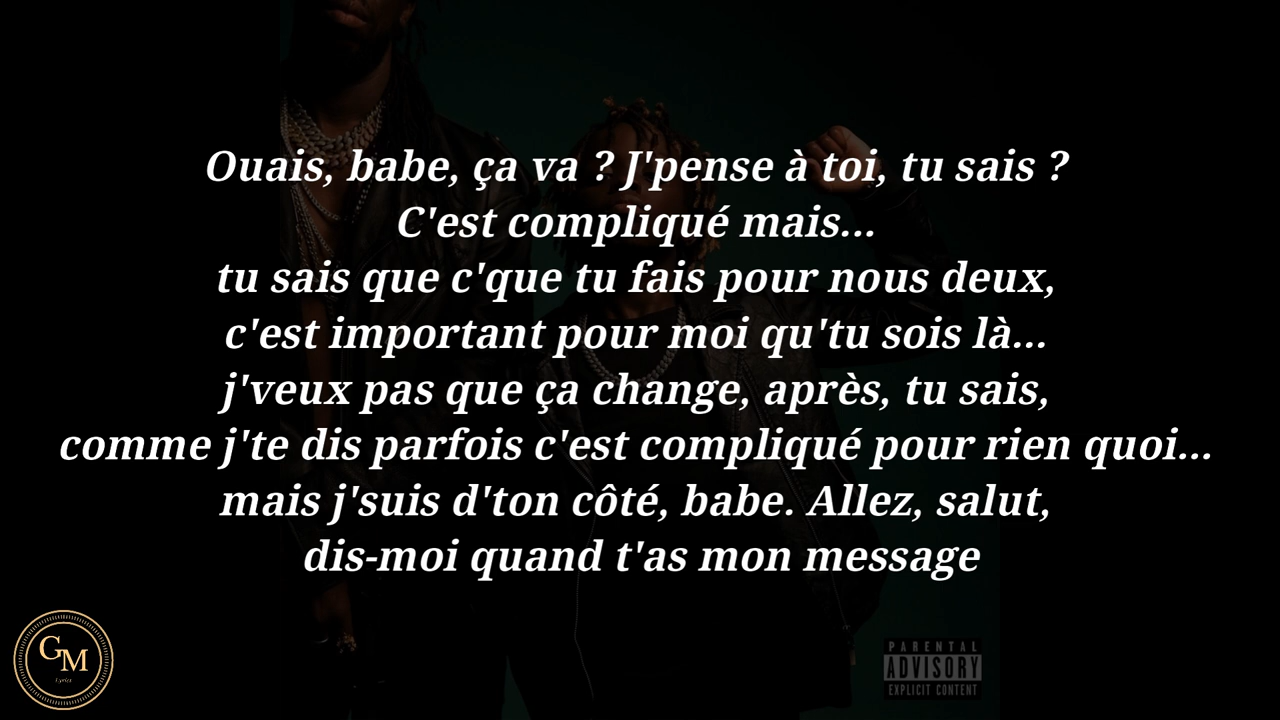 Ouais, babe, ça va ? J'pense à toi, tu sais ?
C'est compliqué mais...
tu sais que c'que tu fais pour nous deux,
c'est important pour moi qu'tu sois là...
j'veux pas que ça change, après, tu sais,
comme j'te dis parfois c'est compliqué pour rien quoi...
mais j'suis d'ton côté, babe. Allez, salut,
dis-moi quand t'as mon message
GM
Lyrics
PARENTAL
ADVISORY
EXPLICIT CONTENT